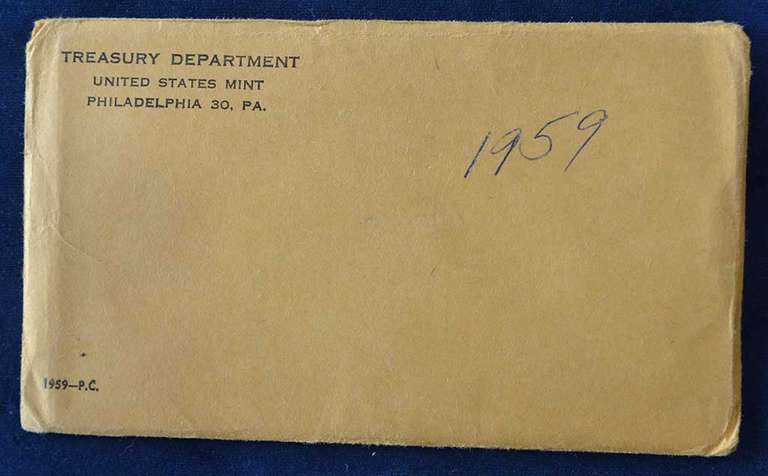 TREASURY DEPARTMENT
UNITED STATES MINT
PHILADELPHIA 30, PA.
1959
1959—P.C.